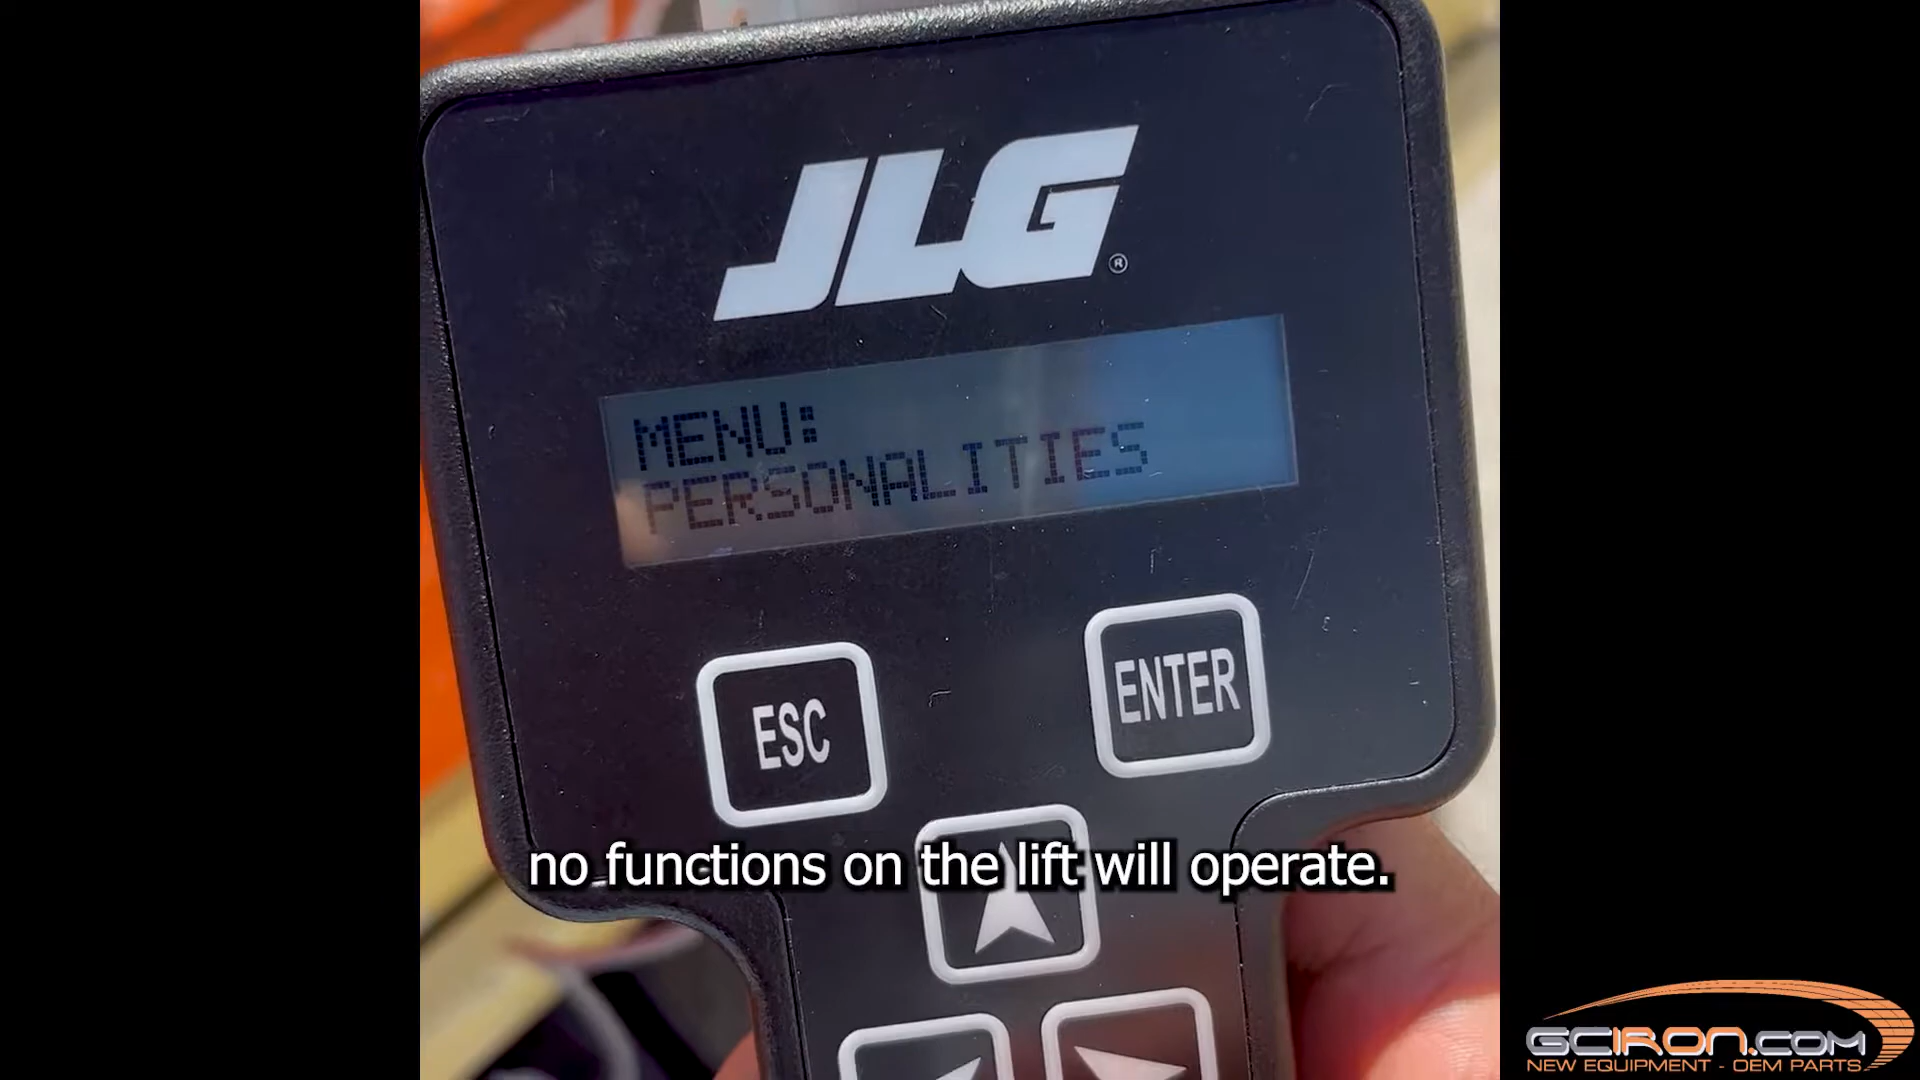 JLG®
MENU:
PERSONALITIES
ESC
ENTER
no functions on the lift will operate.
GCIRON.COM
NEW EQUIPMENT - OEM PARTS